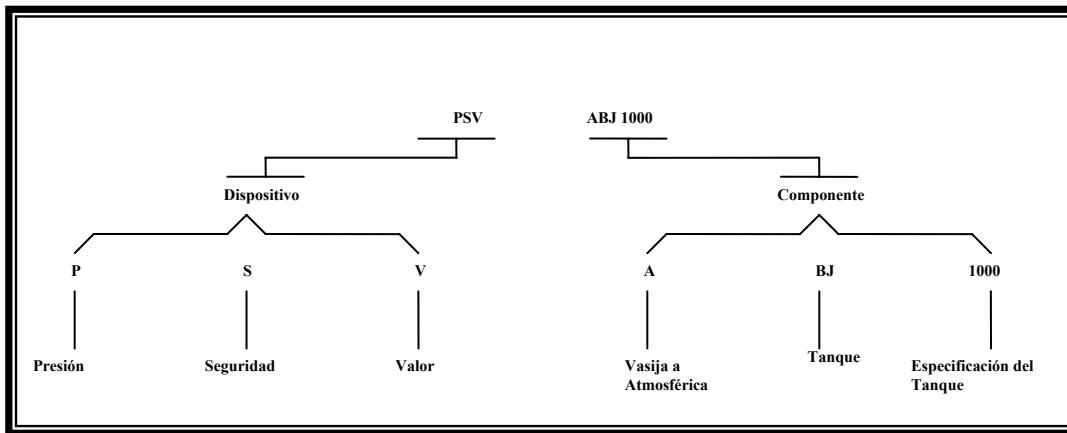 PSV ABJ 1000
Dispositivo Componente
P S V A BJ 1000
Presión Seguridad Valor Vasija a Atmosférica Tanque Especificación del Tanque